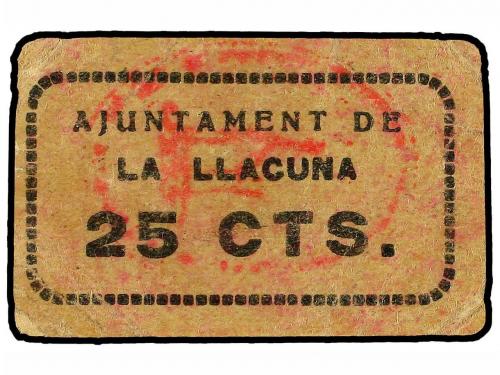 AJUNTAMENT DE
LA LLACUNA
25 CTS.